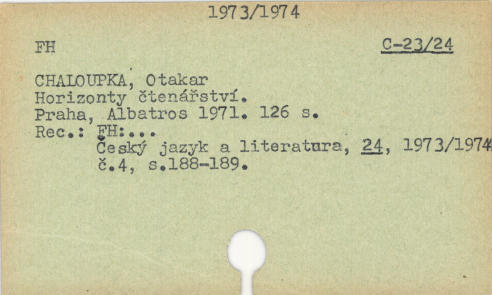 1973/1974
FH C-23/24
CHALOUPKA, Otakar
Horizonty čtenářství.
Praha, Albatros 1971. 126 s.
Rec.: FH:...
Český jazyk a literatura, 24, 1973/1974
č.4, s.188-189.